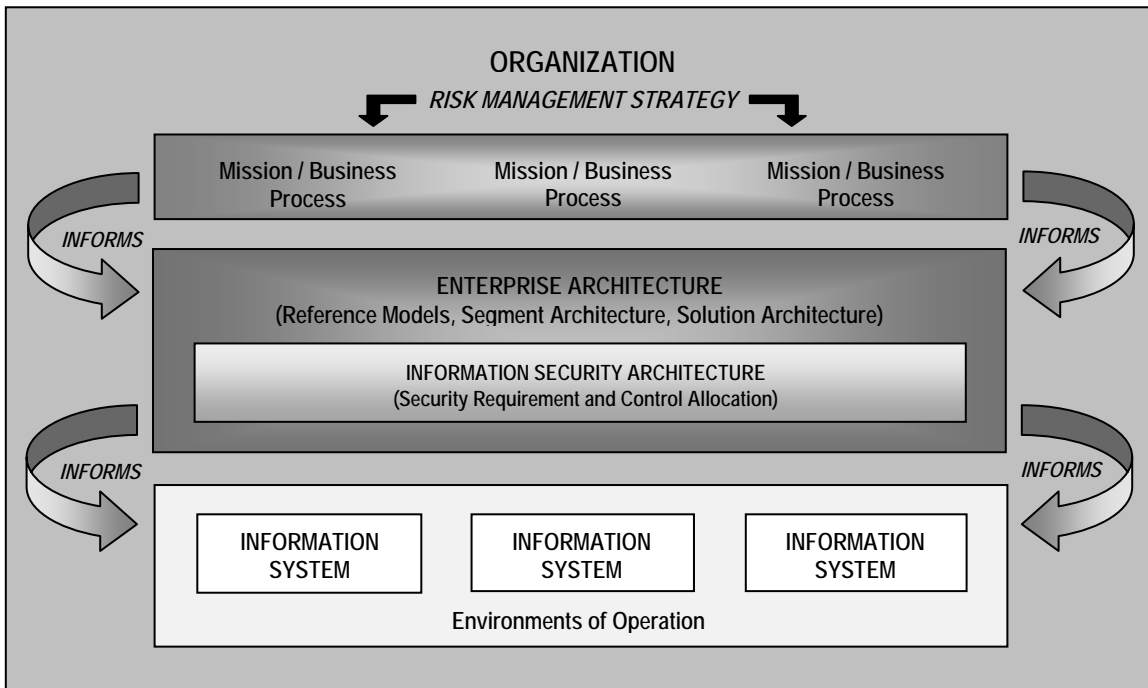 ORGANIZATION
RISK MANAGEMENT STRATEGY
Mission / Business
Process
Mission / Business
Process
Mission / Business
Process
INFORMS
INFORMS
ENTERPRISE ARCHITECTURE
(Reference Models, Segment Architecture, Solution Architecture)
INFORMATION SECURITY ARCHITECTURE
(Security Requirement and Control Allocation)
INFORMS
INFORMS
INFORMATION
SYSTEM
INFORMATION
SYSTEM
INFORMATION
SYSTEM
Environments of Operation